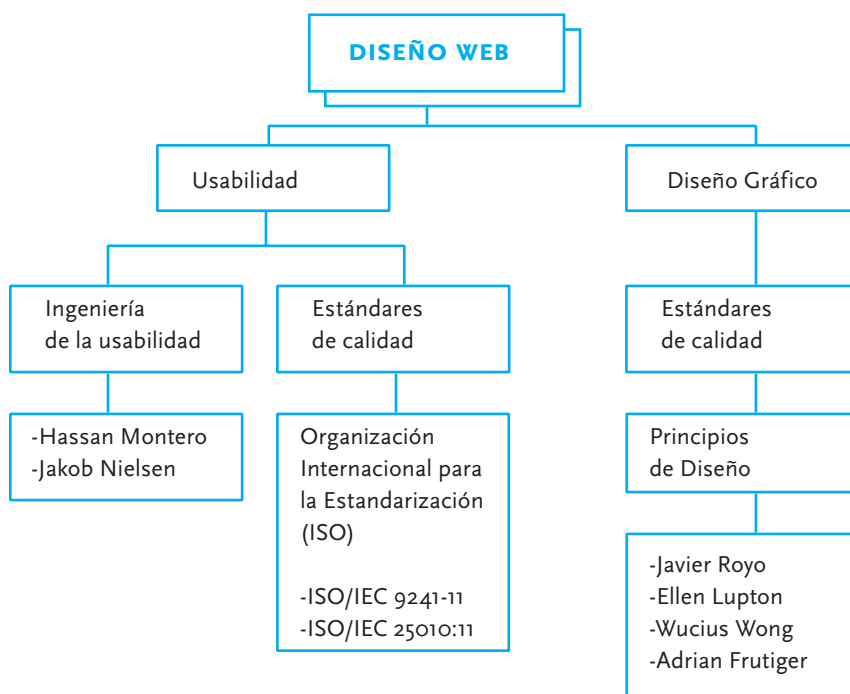 DISEÑO WEB
Usabilidad
Diseño Gráfico
Ingeniería
de la usabilidad
Estándares
de calidad
Estándares
de calidad
-Hassan Montero
-Jakob Nielsen
Organización
Internacional para
la Estandarización
(ISO)
-ISO/IEC 9241-11
-ISO/IEC 25010:11
Principios
de Diseño
-Javier Royo
-Ellen Lupton
-Wucius Wong
-Adrian Frutiger